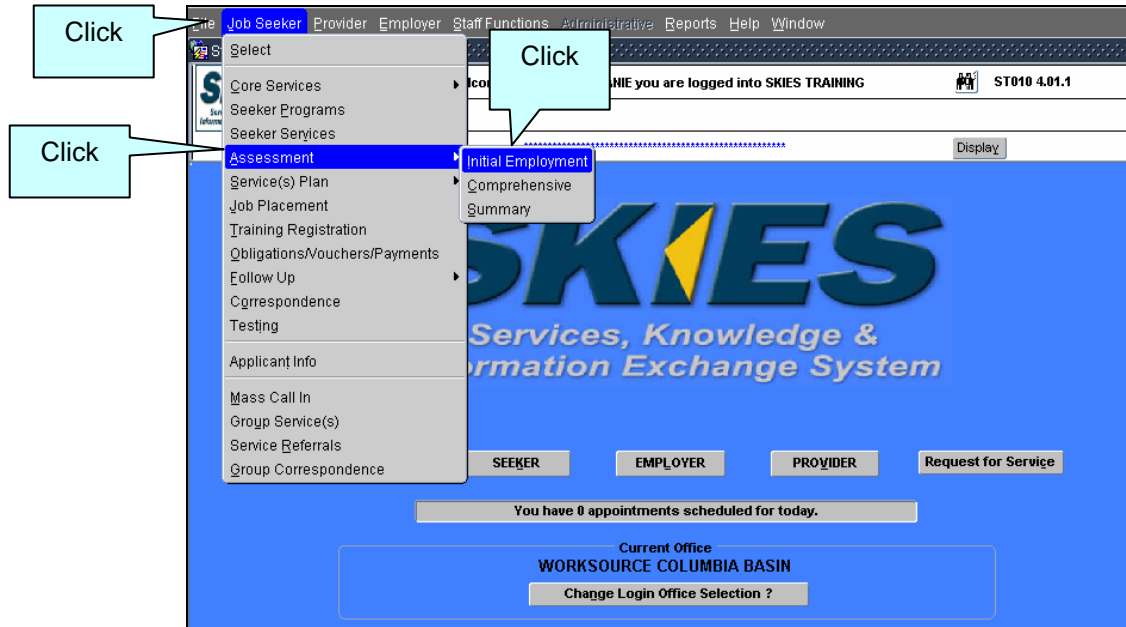 Click
File Job Seeker Provider Employer Staff Functions Administrative Reports Help Window
Click
Select
Core Services
Seeker Programs
Seeker Services
Assessment
Service(s) Plan
Job Placement
Training Registration
Obligations/Vouchers/Payments
Follow Up
Correspondence
Testing
Applicant Info
Mass Call In
Group Service(s)
Service Referrals
Group Correspondence
Click
Initial Employment
Comprehensive
Summary
you are logged into SKIES TRAINING
ST010 4.01.1
****************************************************
Display
SKIES
Services, Knowledge &
Exchange System
SEEKER EMPLOYER PROVIDER Request for Service
You have 0 appointments scheduled for today.
Current Office
WORKSOURCE COLUMBIA BASIN
Change Login Office Selection ?